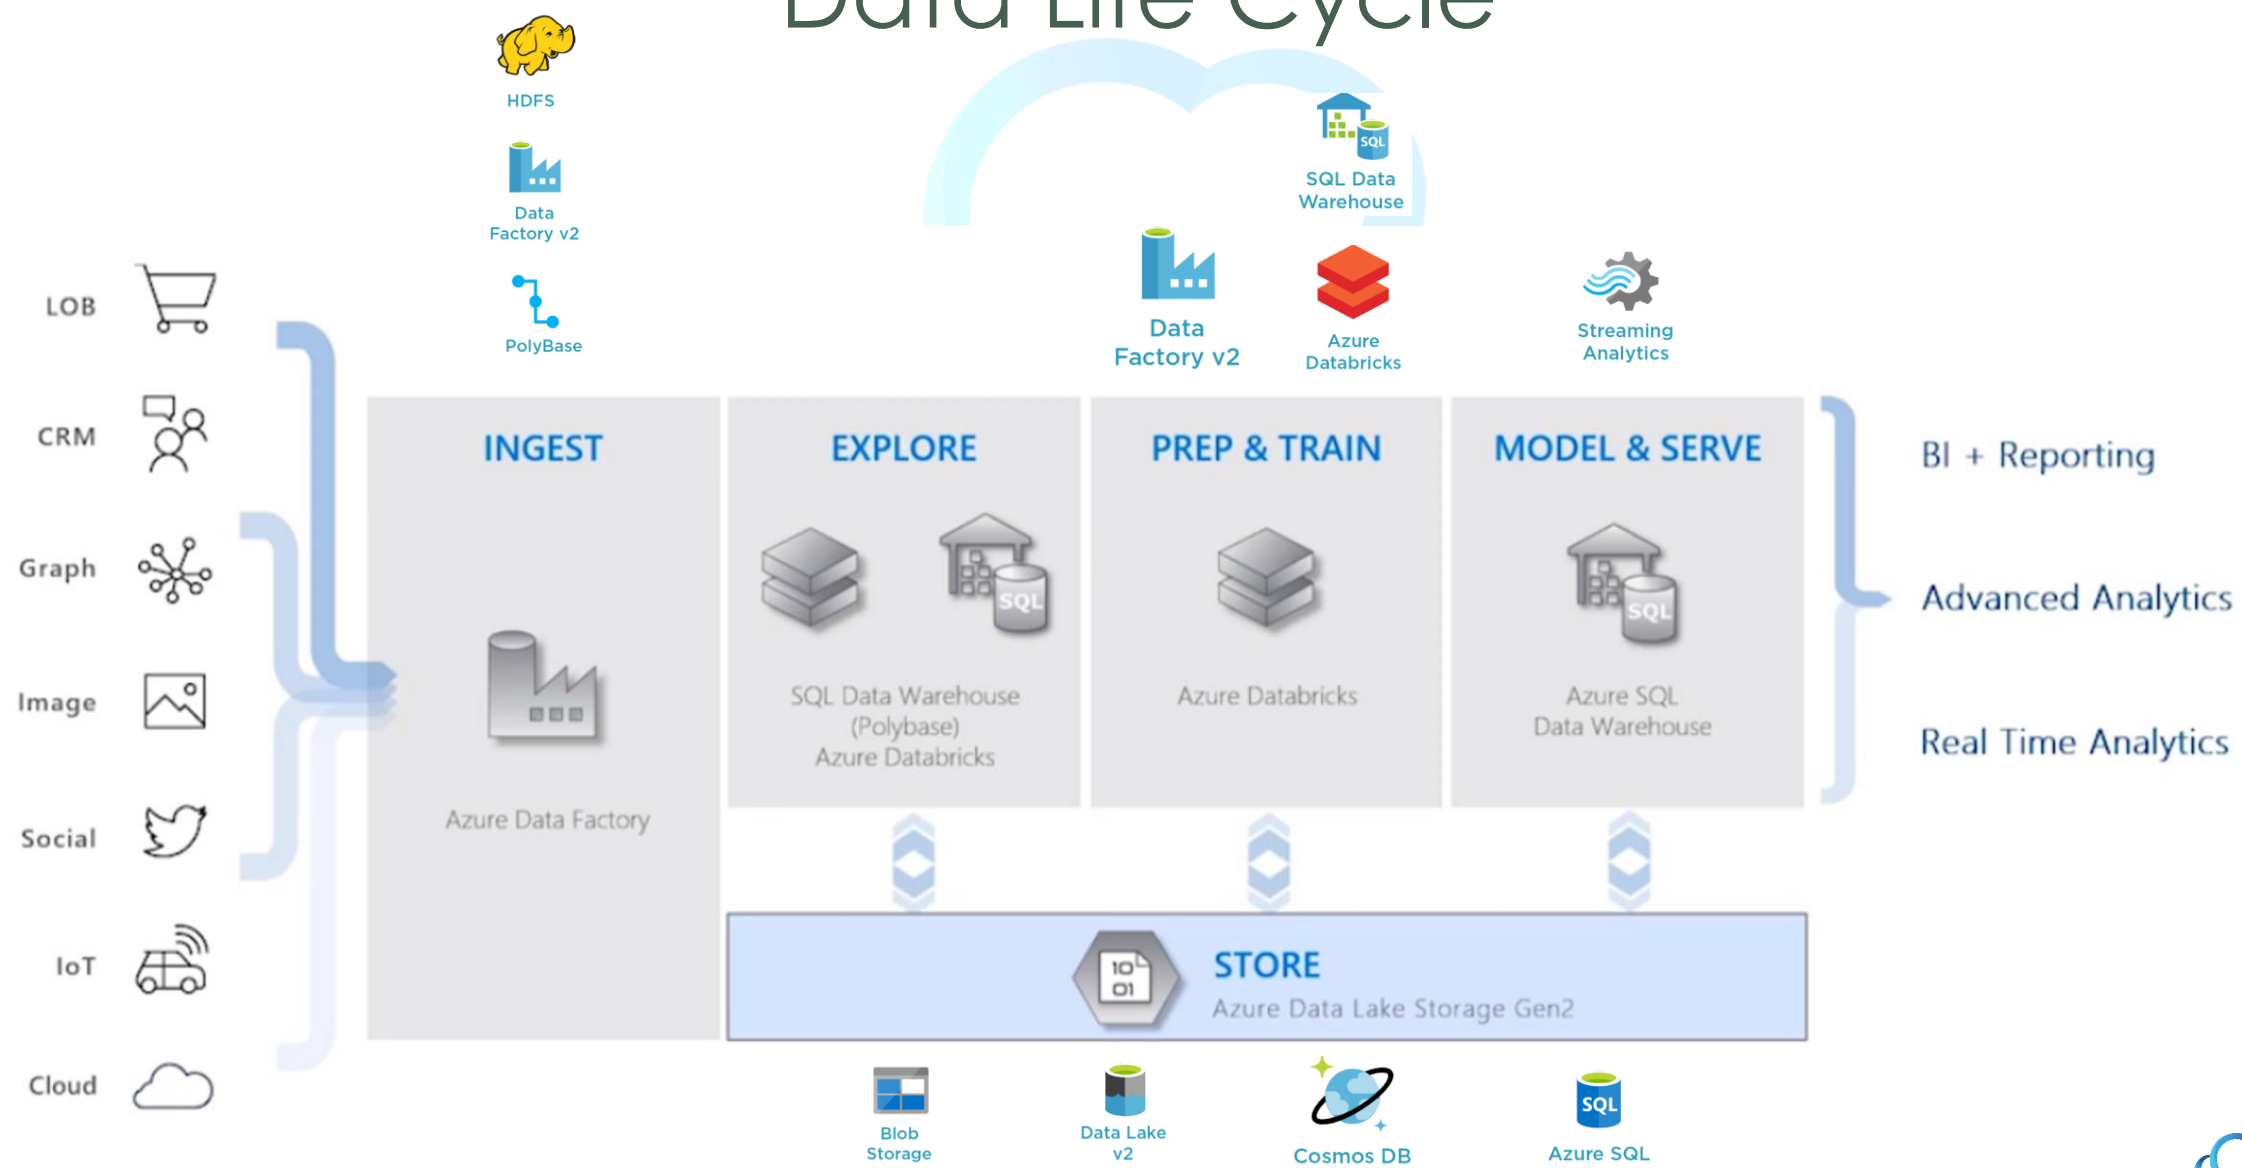 Data Life Cycle
HDFS
Data
Factory v2
PolyBase
SQL
SQL Data
Warehouse
Data
Factory v2
Azure
Databricks
Streaming
Analytics
LOB
CRM
Graph
Image
Social
IoT
Cloud
INGEST
Azure Data Factory
EXPLORE
SQL
SQL Data Warehouse
(Polybase)
Azure Databricks
PREP & TRAIN
Azure Databricks
MODEL & SERVE
SQL
Azure SQL
Data Warehouse
BI + Reporting
Advanced Analytics
Real Time Analytics
10
01
STORE
Azure Data Lake Storage Gen2
Blob
Storage
Data Lake
v2
Cosmos DB
SQL
Azure SQL